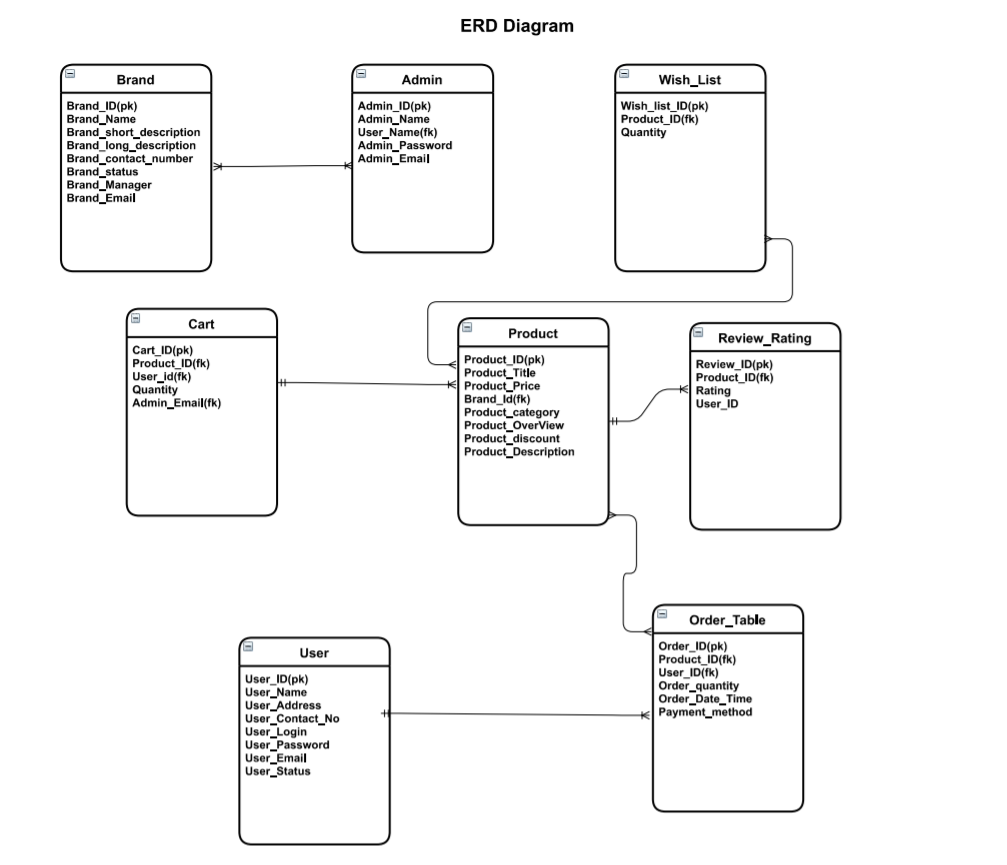 ERD Diagram
Brand
Brand_ID(pk)
Brand_Name
Brand_short_description
Brand_long_description
Brand_contact_number
Brand_status
Brand_Manager
Brand_Email
Admin
Admin_ID(pk)
Admin_Name
User_Name(fk)
Admin_Password
Admin_Email
Wish_List
Wish_list_ID(pk)
Product_ID(fk)
Quantity
Cart
Cart_ID(pk)
Product_ID(fk)
User_id(fk)
Quantity
Admin_Email(fk)
Product
Product_ID(pk)
Product_Title
Product_Price
Brand_Id(fk)
Product_category
Product_OverView
Product_discount
Product_Description
Review_Rating
Review_ID(pk)
Product_ID(fk)
Rating
User_ID
User
User_ID(pk)
User_Name
User_Address
User_Contact_No
User_Login
User_Password
User_Email
User_Status
Order_Table
Order_ID(pk)
Product_ID(fk)
User_ID(fk)
Order_quantity
Order_Date_Time
Payment_method